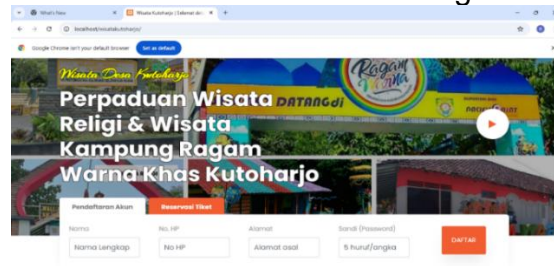 What's New
Wisata Kutoharjo | Selamat dan
localhost/wisatakutoharjo/
Google Chrome isn't your default browser
Set as default
Wisata Desa Kutoharjo
Perpaduan Wisata
Religi & Wisata
Kampung Ragam
Warna Khas Kutoharjo
DATANG di
Ragam
Warna
Pendaftaran Akun
Reservasi Tiket
Nama
No. HP
Alamat
Sandi (Password)
Nama Lengkap
No HP
Alamat asal
5 huruf/angka
DAFTAR